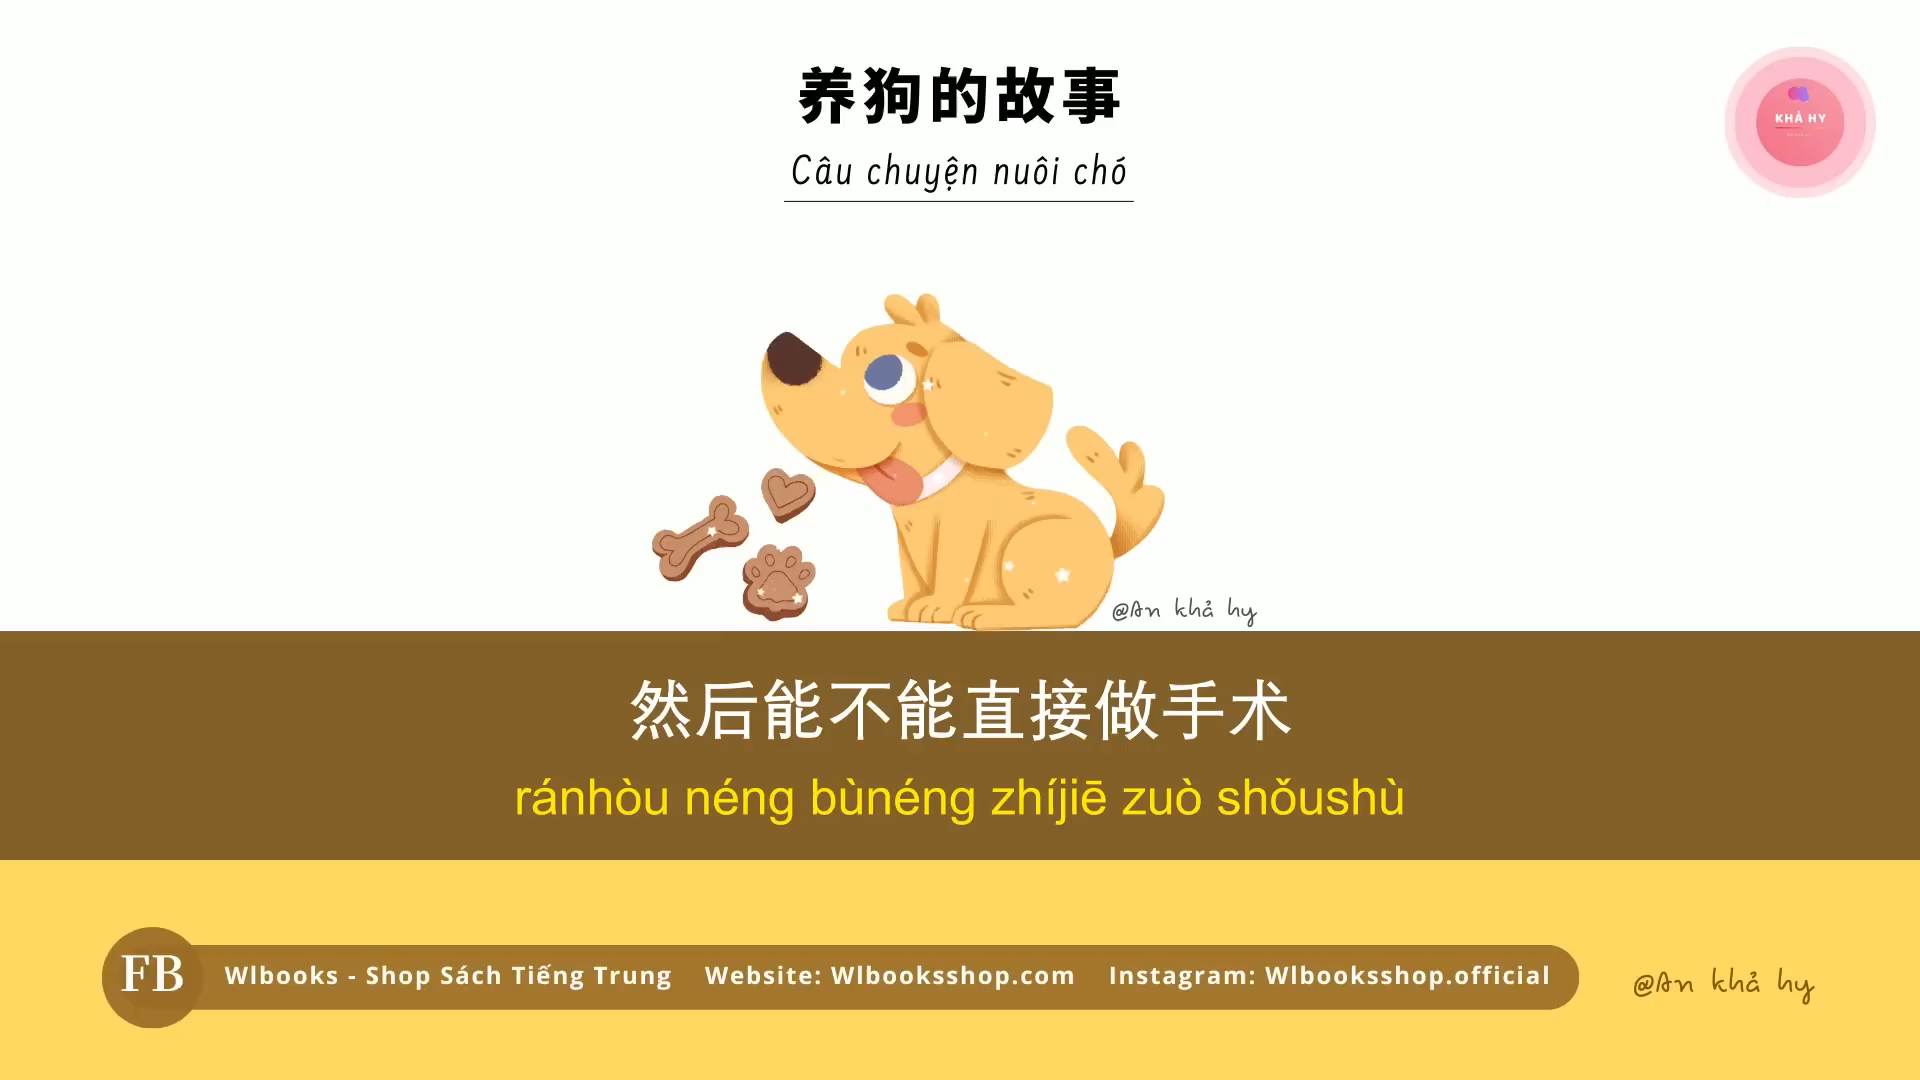 养狗的故事
Câu chuyện nuôi chó
KHẢ HY
@An khả hy
然后能不能直接做手术
ránhòu néng bùnéng zhíjiē zuò shǒushù
FB Wlbooks - Shop Sách Tiếng Trung Website: Wlbooksshop.com Instagram: Wlbooksshop.official
@An khả hy